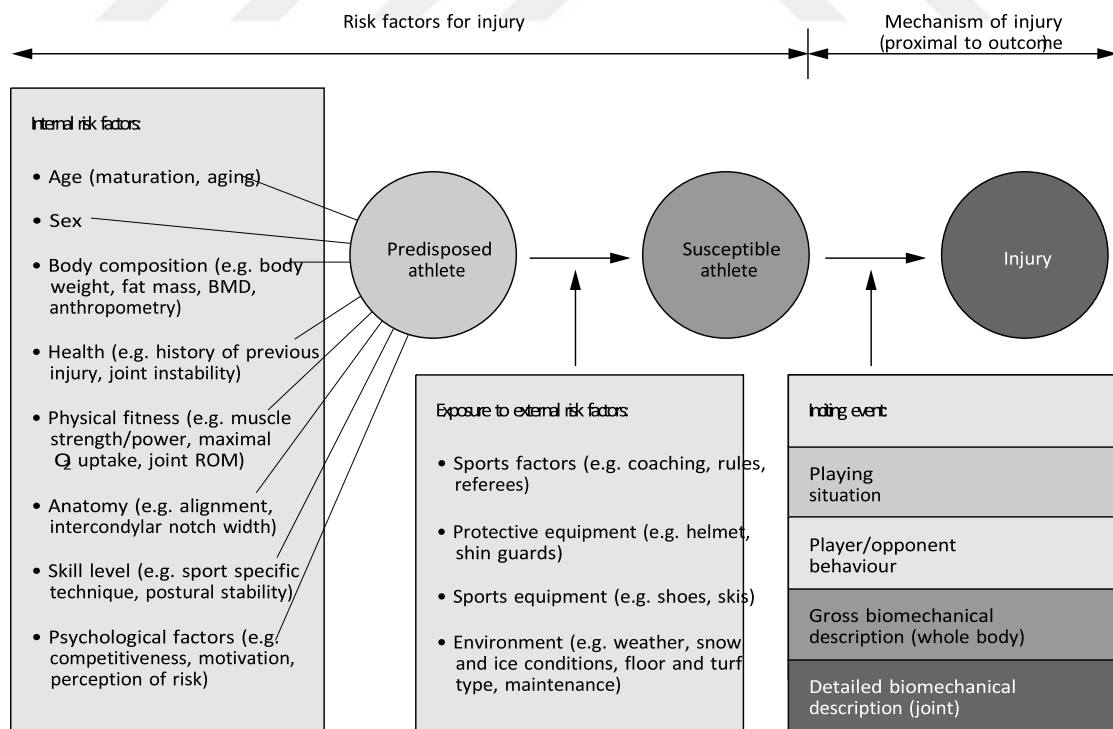 Risk factors for injury
Mechanism of injury
(proximal to outcome)
Internal risk factors:
• Age (maturation, aging)
• Sex
• Body composition (e.g. body
weight, fat mass, BMD,
anthropometry)
• Health (e.g. history of previous
injury, joint instability)
• Physical fitness (e.g. muscle
strength/power, maximal
O2 uptake, joint ROM)
• Anatomy (e.g. alignment,
intercondylar notch width)
• Skill level (e.g. sport specific
technique, postural stability)
• Psychological factors (e.g.
competitiveness, motivation,
perception of risk)
Predisposed
athlete
Susceptible
athlete
Injury
Exposure to external risk factors:
• Sports factors (e.g. coaching, rules,
referees)
• Protective equipment (e.g. helmet,
shin guards)
• Sports equipment (e.g. shoes, skis)
• Environment (e.g. weather, snow
and ice conditions, floor and turf
type, maintenance)
Inciting event:
Playing
situation
Player/opponent
behaviour
Gross biomechanical
description (whole body)
Detailed biomechanical
description (joint)